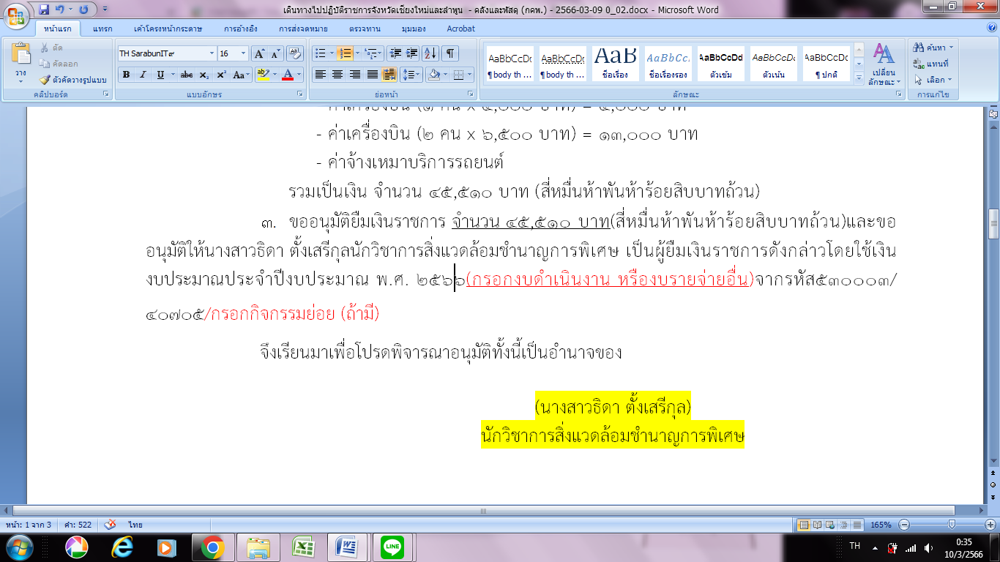 เดินทางไปปฏิบัติราชการจังหวัดเชียงใหม่และลำพูน - คลังและพัสดุ (กตน.) - 2566-03-09 0_02.docx - Microsoft Word
หน้าแรก แทรก เค้าโครงหน้ากระดาษ การอ้างอิง การส่งจดหมาย ตรวจทาน มุมมอง Acrobat
วาง
ตัด
คัดลอก
ตัวคัดวางรูปแบบ
คลิปบอร์ด
TH SarabunIT๙ 16
แบบอักษร
ย่อหน้า
AaBbCcDc AaBbCcDc AaB AaBbCc. AaBbCcDd AaBbCcDd AaBbCcDc
¶ body th ... ¶ body th ... ชื่อเรื่อง ชื่อเรื่องรอง ตัวเข้ม ตัวเน้น ¶ ปกติ
ลักษณะ
เปลี่ยน
ลักษณะ
ค้นหา
แทนที่
เลือก
การแก้ไข
- ค่าเครื่องบิน (๑ คน x ๕,๐๐๐ บาท) = ๕,๐๐๐ บาท
- ค่าเครื่องบิน (๒ คน x ๖,๕๐๐ บาท) = ๑๓,๐๐๐ บาท
- ค่าจ้างเหมาบริการรถยนต์
รวมเป็นเงิน จำนวน ๔๕,๕๑๐ บาท (สี่หมื่นห้าพันห้าร้อยสิบบาทถ้วน)
๓. ขออนุมัติยืมเงินราชการ จำนวน ๔๕,๕๑๐ บาท(สี่หมื่นห้าพันห้าร้อยสิบบาทถ้วน)และขอ
อนุมัติให้นางสาวธิดา ตั้งเสรีกุลนักวิชาการสิ่งแวดล้อมชำนาญการพิเศษ เป็นผู้ยืมเงินราชการดังกล่าวโดยใช้เงิน
งบประมาณประจำปีงบประมาณ พ.ศ. ๒๕๖๖(กรอกงบดำเนินงาน หรืองบรายจ่ายอื่น)จากรหัส๕๓๐๐๐๓/
๔๐๗๐๕/กรอกกิจกรรมย่อย (ถ้ามี)
จึงเรียนมาเพื่อโปรดพิจารณาอนุมัติทั้งนี้เป็นอำนาจของ
(นางสาวธิดา ตั้งเสรีกุล)
นักวิชาการสิ่งแวดล้อมชำนาญการพิเศษ
หน้า: 1 จาก 3 คำ: 522 ไทย 165%
TH 0:35
10/3/2566